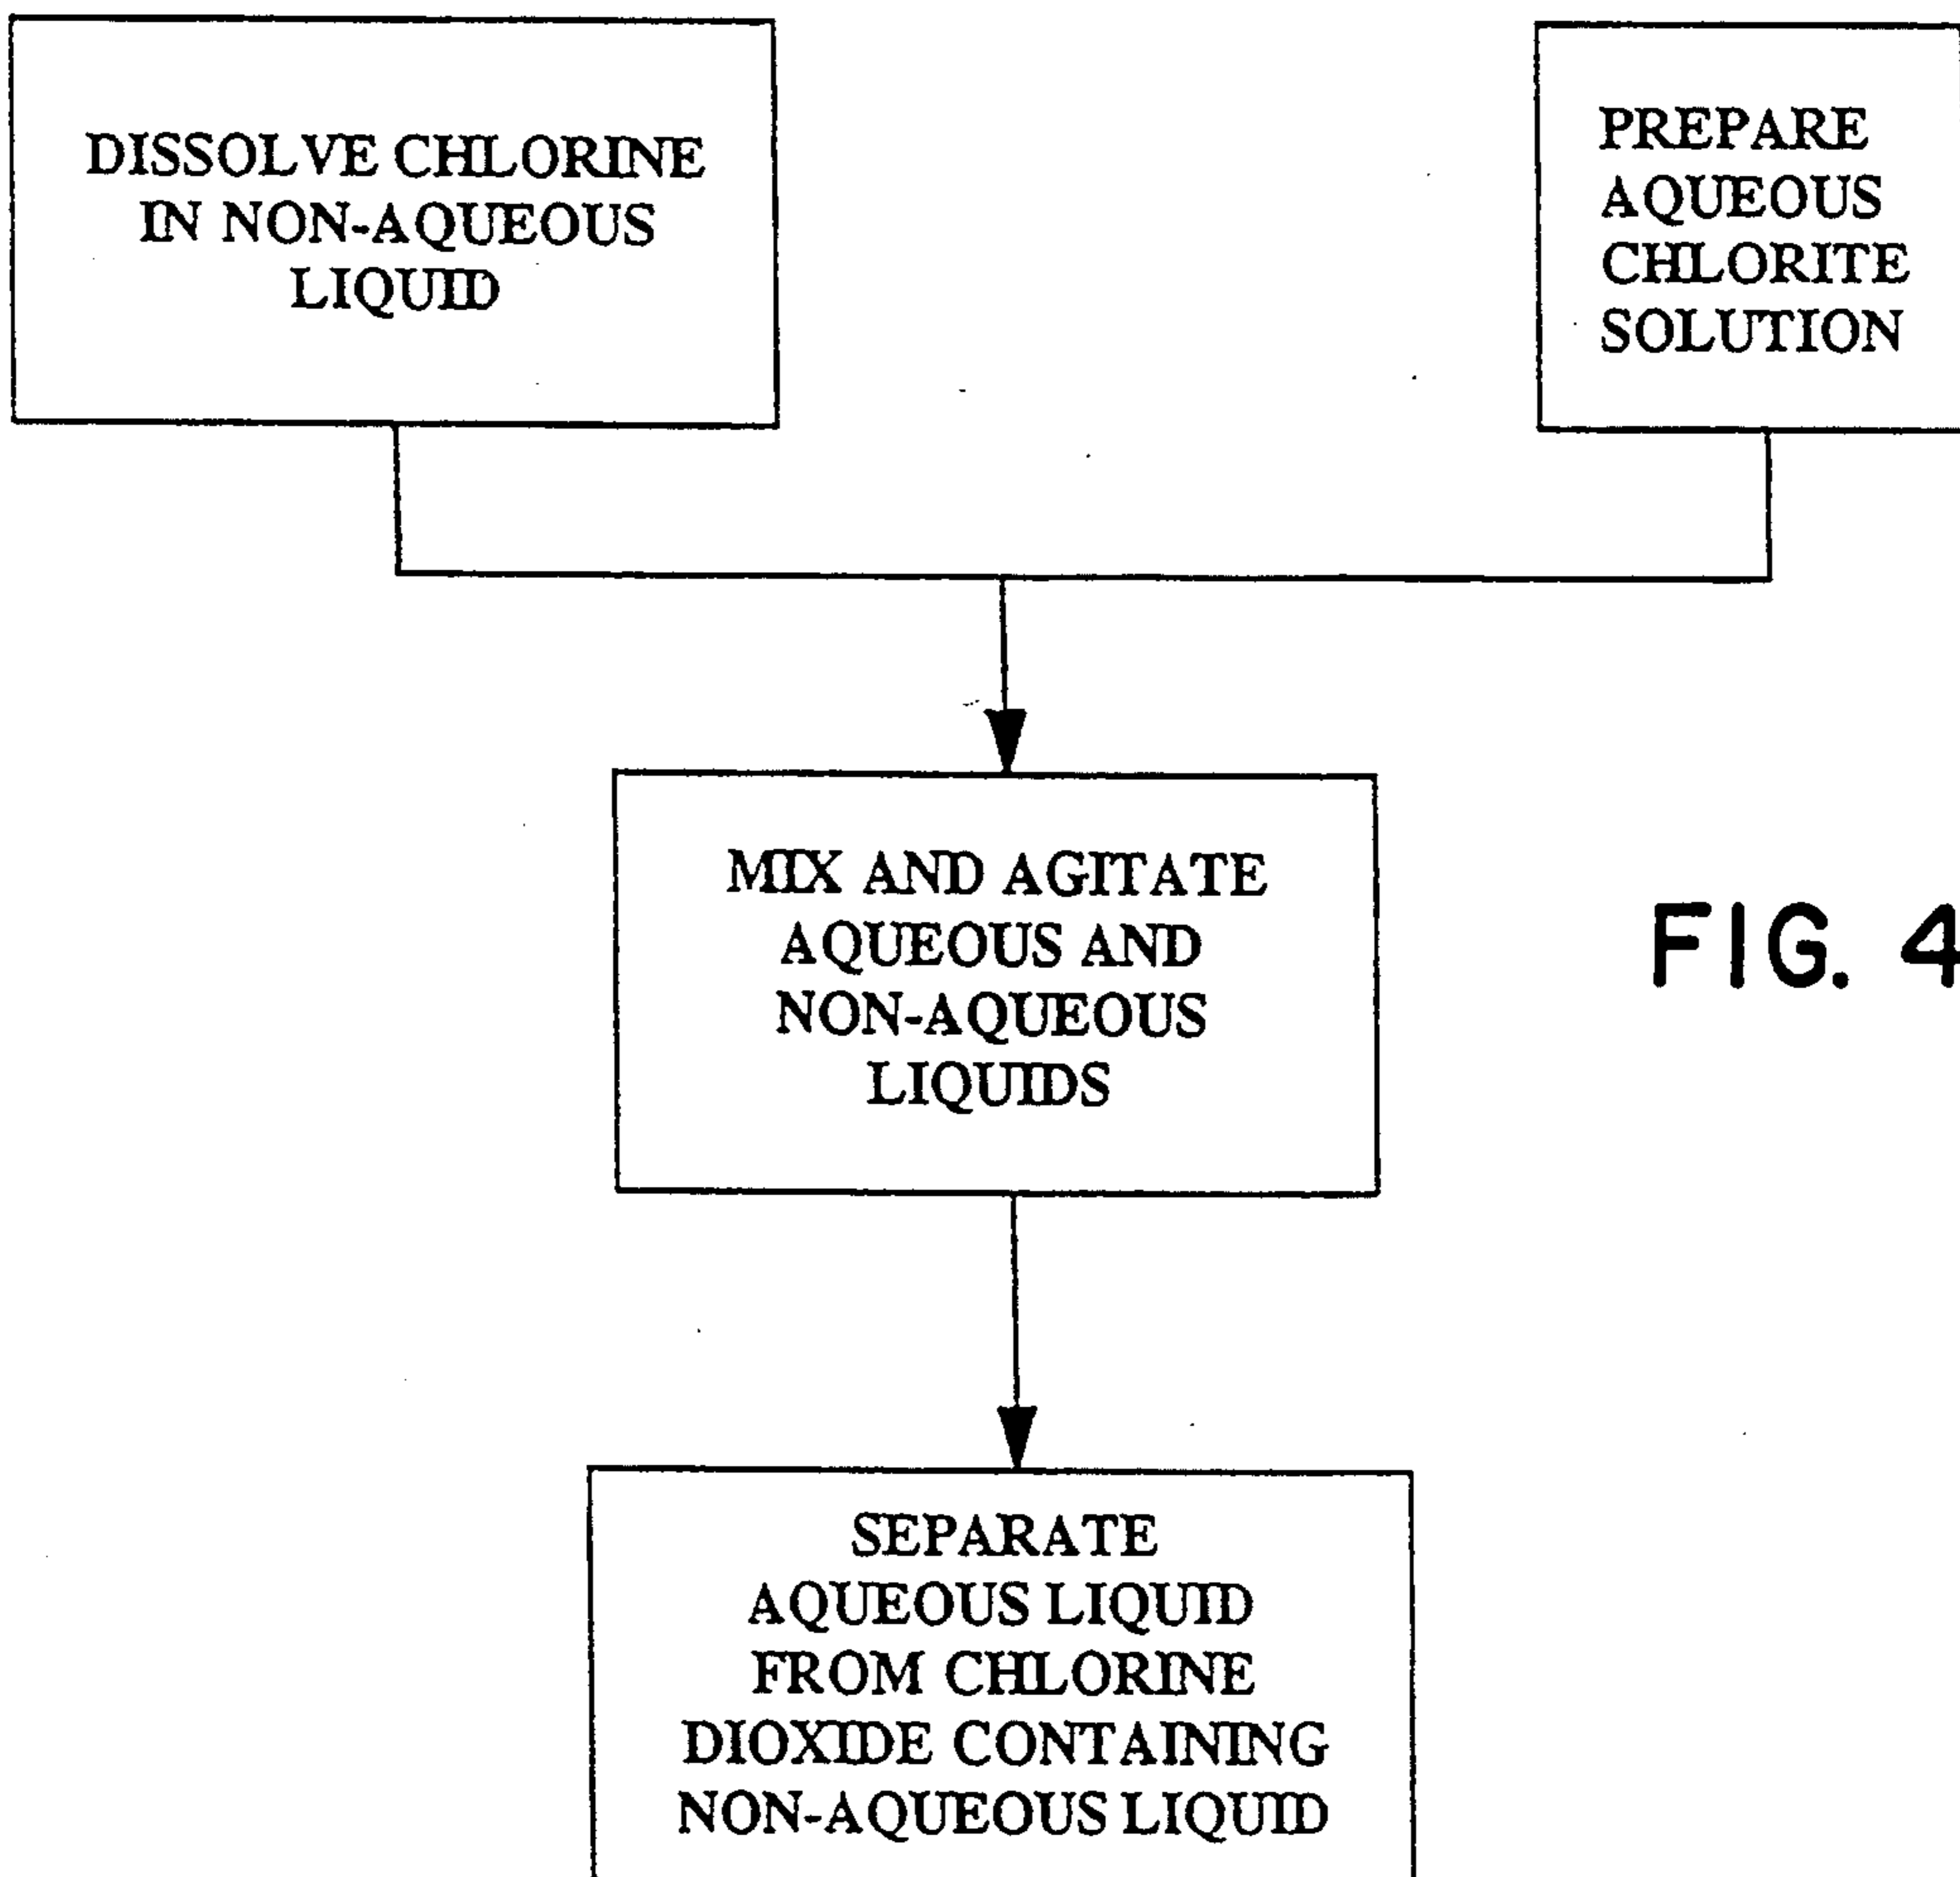 DISSOLVE CHLORINE
IN NON-AQUEOUS
LIQUID
PREPARE
AQUEOUS
CHLORITE
SOLUTION
MIX AND AGITATE
AQUEOUS AND
NON-AQUEOUS
LIQUIDS
FIG. 4
SEPARATE
AQUEOUS LIQUID
FROM CHLORINE
DIOXIDE CONTAINING
NON-AQUEOUS LIQUID